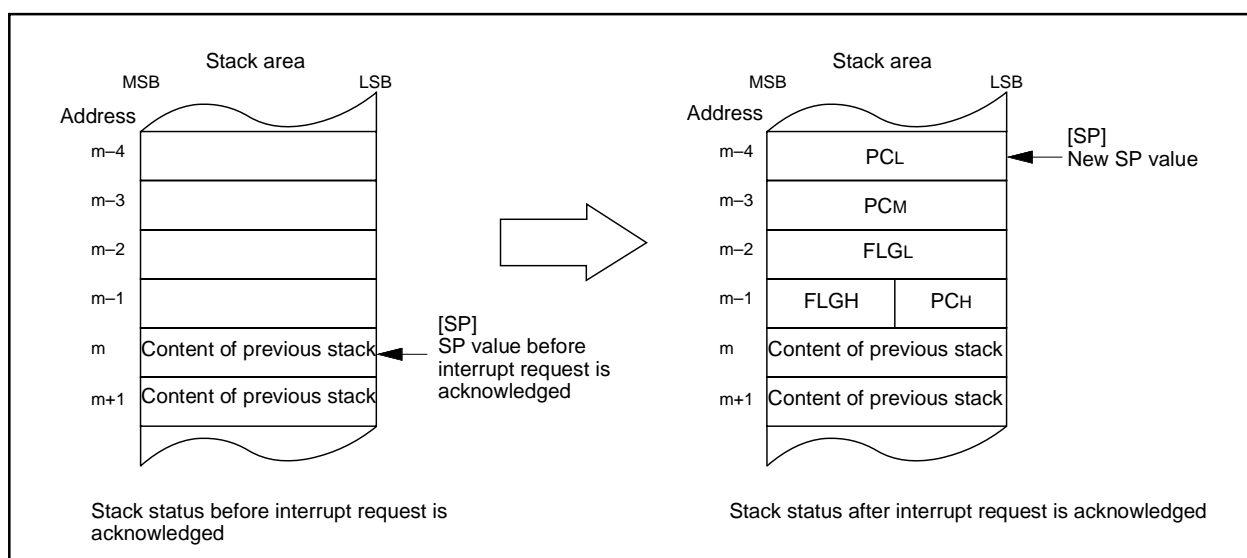 Stack area
MSB
LSB
Address
m–4
m–3
m–2
m–1
m
Content of previous stack
m+1
Content of previous stack
[SP]
SP value before
interrupt request is
acknowledged
Stack status before interrupt request is
acknowledged
Stack area
MSB
LSB
Address
m–4
PCL
m–3
PCM
m–2
FLGL
m–1
FLGH
PCH
m
Content of previous stack
m+1
Content of previous stack
[SP]
New SP value
Stack status after interrupt request is acknowledged